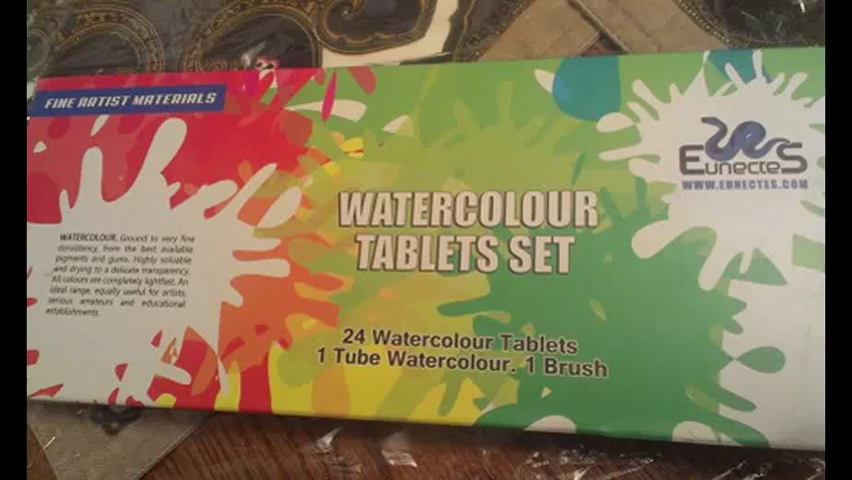 FINE ARTIST MATERIALS
EunecteS
WWW.EUNECTES.COM
WATERCOLOUR
TABLETS SET
WATERCOLOUR. Ground to very fine
consistency, from the best available
pigments and gums. Highly soluable
and drying to a delicate transparency.
All colours are completely lightfast. An
ideal range, equally useful for artists,
serious amateurs and educational
establishments.
24 Watercolour Tablets
1 Tube Watercolour. 1 Brush